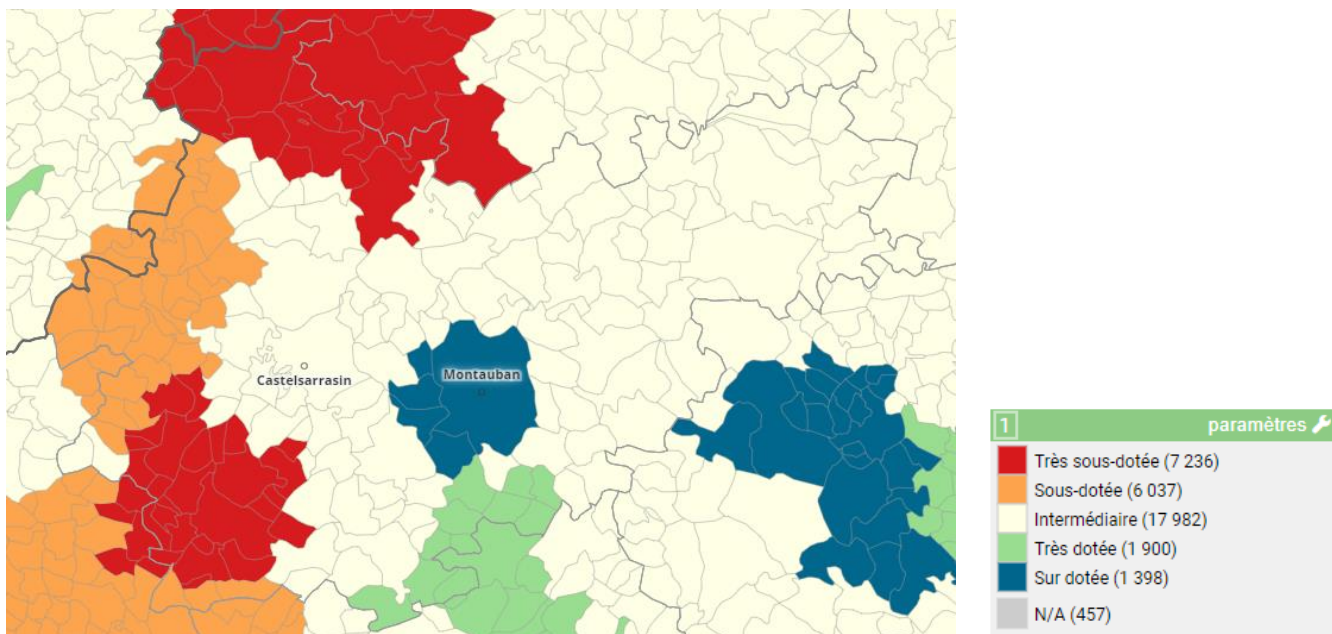 Castelsarrasin
Montauban
1 paramètres
Très sous-dotée (7 236)
Sous-dotée (6 037)
Intermédiaire (17 982)
Très dotée (1 900)
Sur dotée (1 398)
N/A (457)